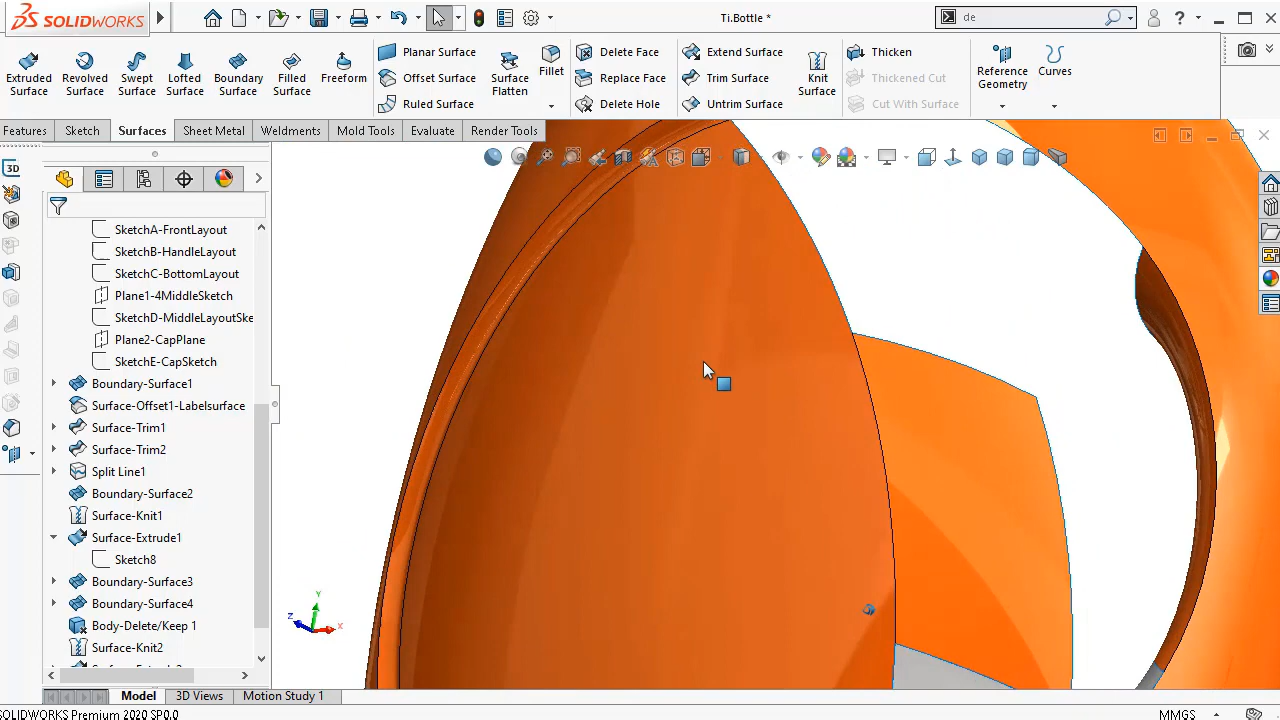 SOLIDWORKS
Ti.Bottle *
de
?
Extruded Surface
Revolved Surface
Swept Surface
Lofted Surface
Boundary Surface
Filled Surface
Freeform
Planar Surface
Offset Surface
Ruled Surface
Surface Flatten
Fillet
Delete Face
Replace Face
Delete Hole
Extend Surface
Trim Surface
Untrim Surface
Knit Surface
Thicken
Thickened Cut
Cut With Surface
Reference Geometry
Curves
Features
Sketch
Surfaces
Sheet Metal
Weldments
Mold Tools
Evaluate
Render Tools
3D
SketchA-FrontLayout
SketchB-HandleLayout
SketchC-BottomLayout
Plane1-4MiddleSketch
SketchD-MiddleLayoutSke
Plane2-CapPlane
SketchE-CapSketch
Boundary-Surface1
Surface-Offset1-Labelsurface
Surface-Trim1
Surface-Trim2
Split Line1
Boundary-Surface2
Surface-Knit1
Surface-Extrude1
Sketch8
Boundary-Surface3
Boundary-Surface4
Body-Delete/Keep 1
Surface-Knit2
Y
Z
X
Model
3D Views
Motion Study 1
SOLIDWORKS Premium 2020 SP0.0
MMGS